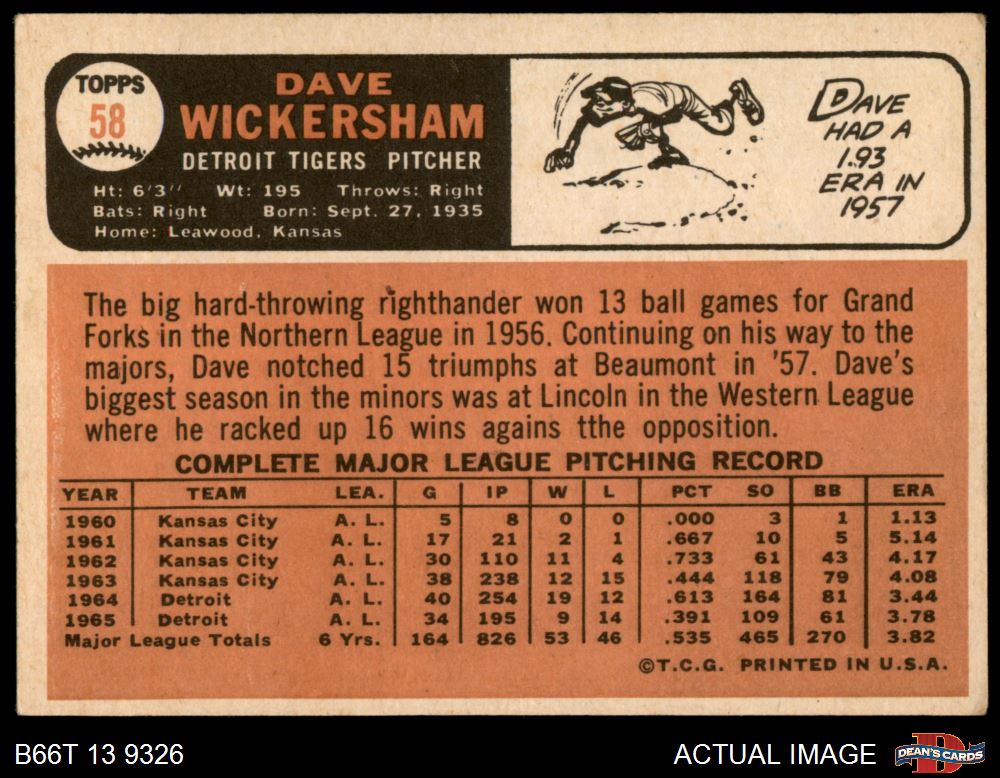 TOPPS
58
DAVE
WICKERSHAM
DETROIT TIGERS PITCHER
Ht: 6'3" Wt: 195 Throws: Right
Bats: Right Born: Sept. 27, 1935
Home: Leawood, Kansas
DAVE
HAD A
1.93
ERA IN
1957
The big hard-throwing righthander won 13 ball games for Grand
Forks in the Northern League in 1956. Continuing on his way to the
majors, Dave notched 15 triumphs at Beaumont in '57. Dave's
biggest season in the minors was at Lincoln in the Western League
where he racked up 16 wins agains tthe opposition.
COMPLETE MAJOR LEAGUE PITCHING RECORD
YEAR TEAM LEA. G IP W L PCT SO BB ERA
1960 Kansas City A. L. 5 8 0 0 .000 3 1 1.13
1961 Kansas City A. L. 17 21 2 1 .667 10 5 5.14
1962 Kansas City A. L. 30 110 11 4 .733 61 43 4.17
1963 Kansas City A. L. 38 238 12 15 .444 118 79 4.08
1964 Detroit A. L. 40 254 19 12 .613 164 81 3.44
1965 Detroit A. L. 34 195 9 14 .391 109 61 3.78
Major League Totals 6 Yrs. 164 826 53 46 .535 465 270 3.82
©T.C.G. PRINTED IN U.S.A.
B66T 13 9326
ACTUAL IMAGE
D
DEAN'S CARDS